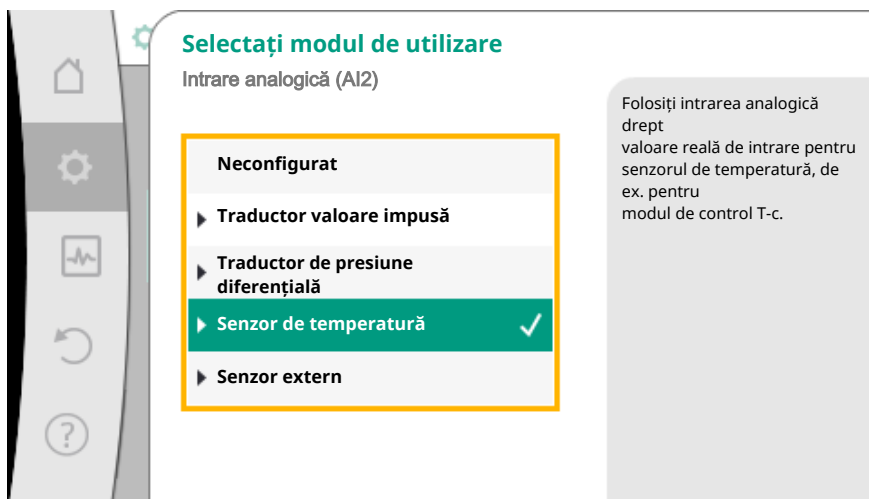 Selectați modul de utilizare
Intrare analogică (AI2)
Neconfigurat
Traductor valoare impusă
Traductor de presiune
diferențială
Senzor de temperatură
Senzor extern
Folosiți intrarea analogică
drept
valoare reală de intrare pentru
senzorul de temperatură, de
ex. pentru
modul de control T-c.
?